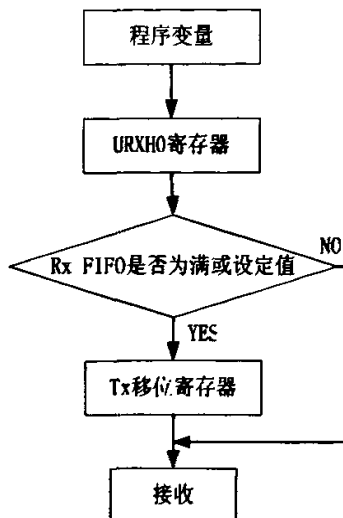 程序变量
URXH0寄存器
Rx FIFO是否为满或设定值
NO
YES
Tx移位寄存器
接收